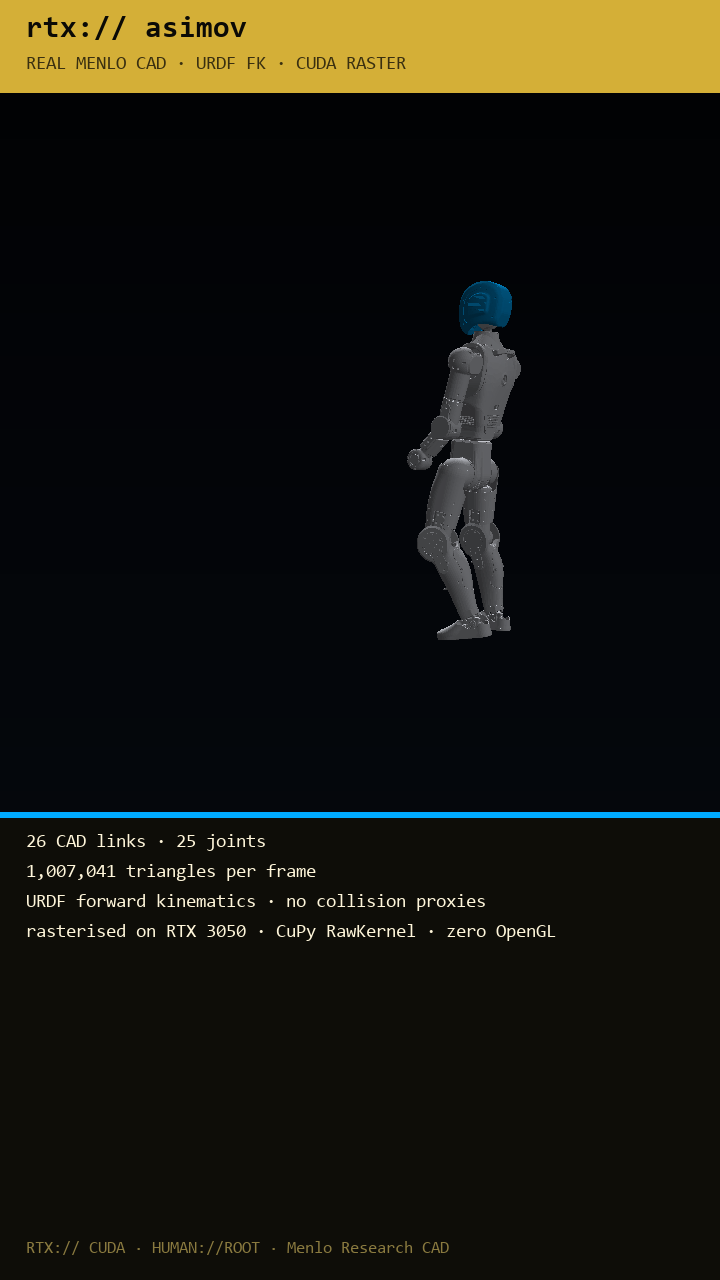 rtx:// asimov
REAL MENLO CAD · URDF FK · CUDA RASTER
26 CAD links · 25 joints
1,007,041 triangles per frame
URDF forward kinematics · no collision proxies
rasterised on RTX 3050 · CuPy RawKernel · zero OpenGL
RTX:// CUDA · HUMAN://ROOT · Menlo Research CAD